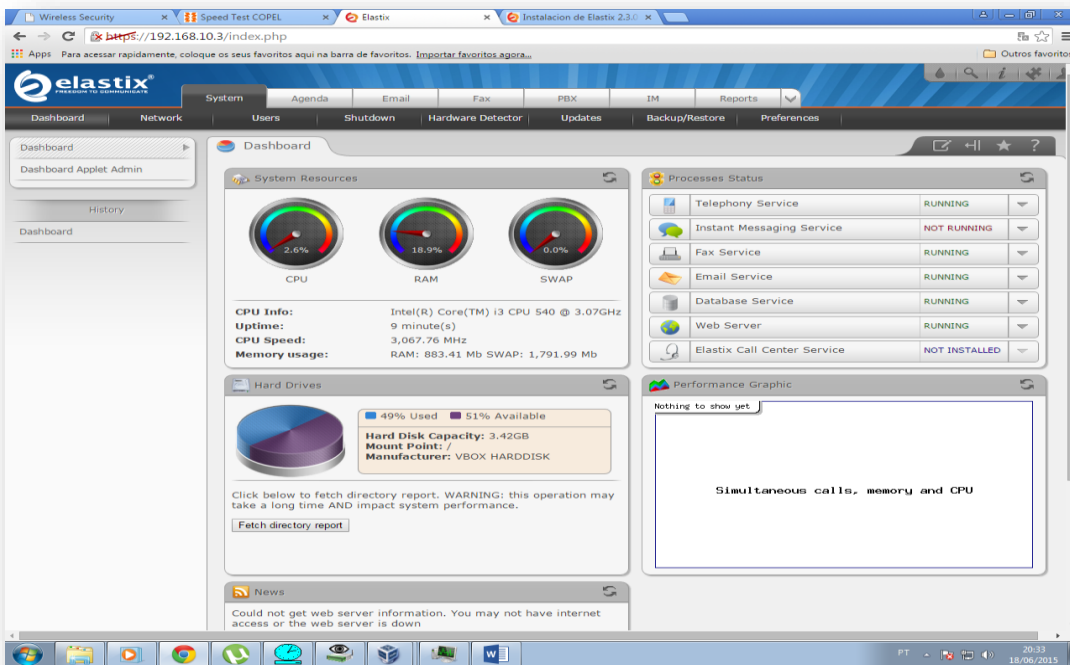 Wireless Security
Speed Test COPEL
Elastix
Instalacion de Elastix 2.3.0
https://192.168.10.3/index.php
Apps Para acessar rapidamente, coloque os seus favoritos aqui na barra de favoritos. Importar favoritos agora...
Outros favoritos
elastix®
FREEDOM TO COMMUNICATE
System Agenda Email Fax PBX IM Reports
Dashboard Network Users Shutdown Hardware Detector Updates Backup/Restore Preferences
Dashboard
Dashboard Applet Admin
History
Dashboard
Dashboard
System Resources
2.6% 18.9% 0.0%
CPU RAM SWAP
CPU Info: Intel(R) Core(TM) i3 CPU 540 @ 3.07GHz
Uptime: 9 minute(s)
CPU Speed: 3,067.76 MHz
Memory usage: RAM: 883.41 Mb SWAP: 1,791.99 Mb
Processes Status
Telephony Service RUNNING
Instant Messaging Service NOT RUNNING
Fax Service RUNNING
Email Service RUNNING
Database Service RUNNING
Web Server RUNNING
Elastix Call Center Service NOT INSTALLED
Hard Drives
49% Used 51% Available
Hard Disk Capacity: 3.42GB
Mount Point: /
Manufacturer: VBOX HARDDISK
Click below to fetch directory report. WARNING: this operation may
take a long time AND impact system performance.
Fetch directory report
Performance Graphic
Nothing to show yet
Simultaneous calls, memory and CPU
News
Could not get web server information. You may not have internet
access or the web server is down
PT
20:33
18/06/2015